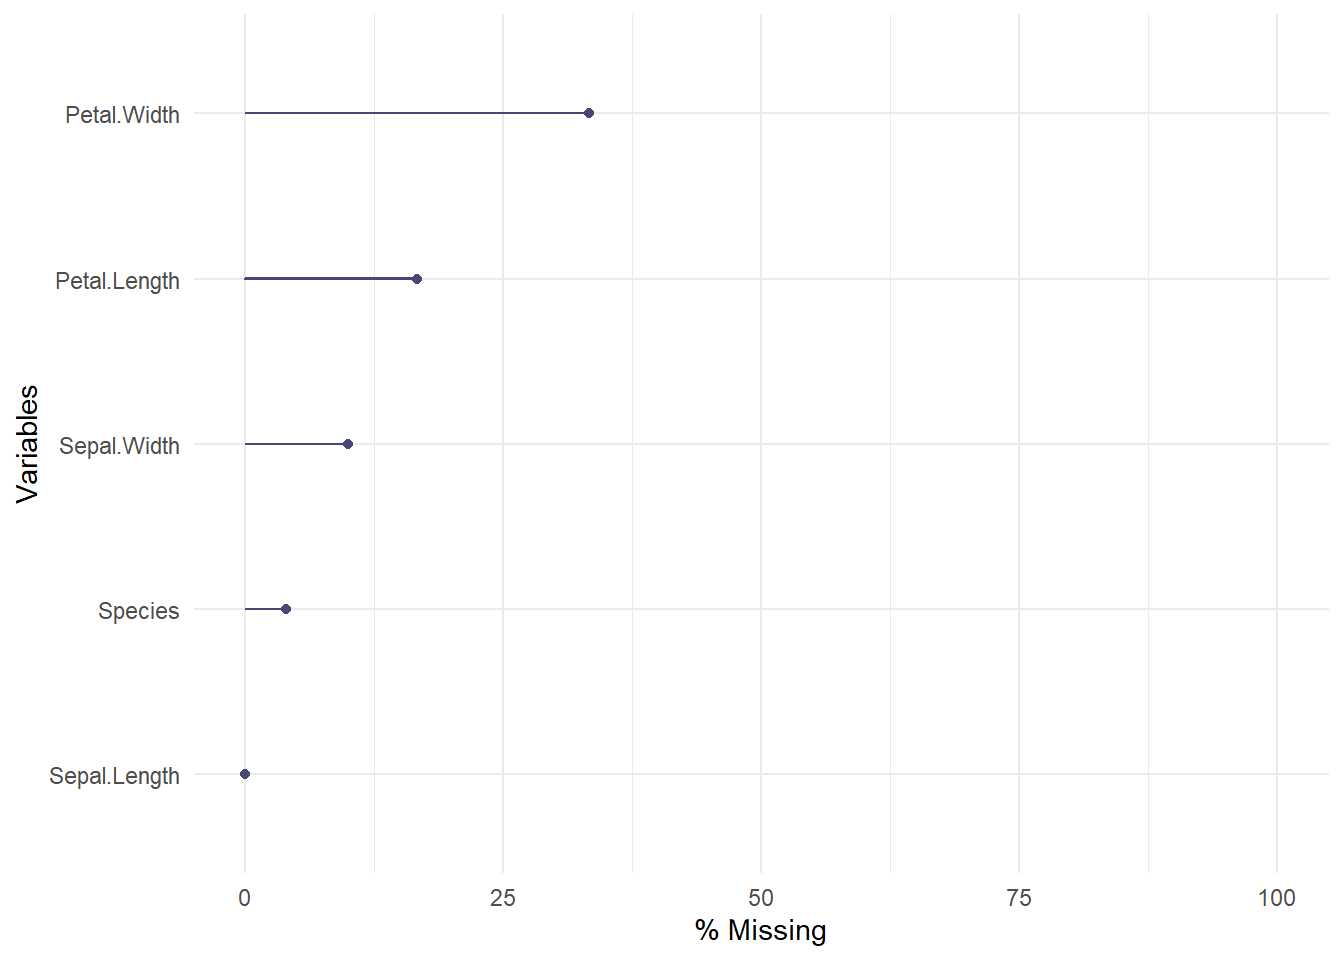 Petal.Width
Petal.Length
Sepal.Width
Species
Sepal.Length
Variables
0 25 50 75 100
% Missing